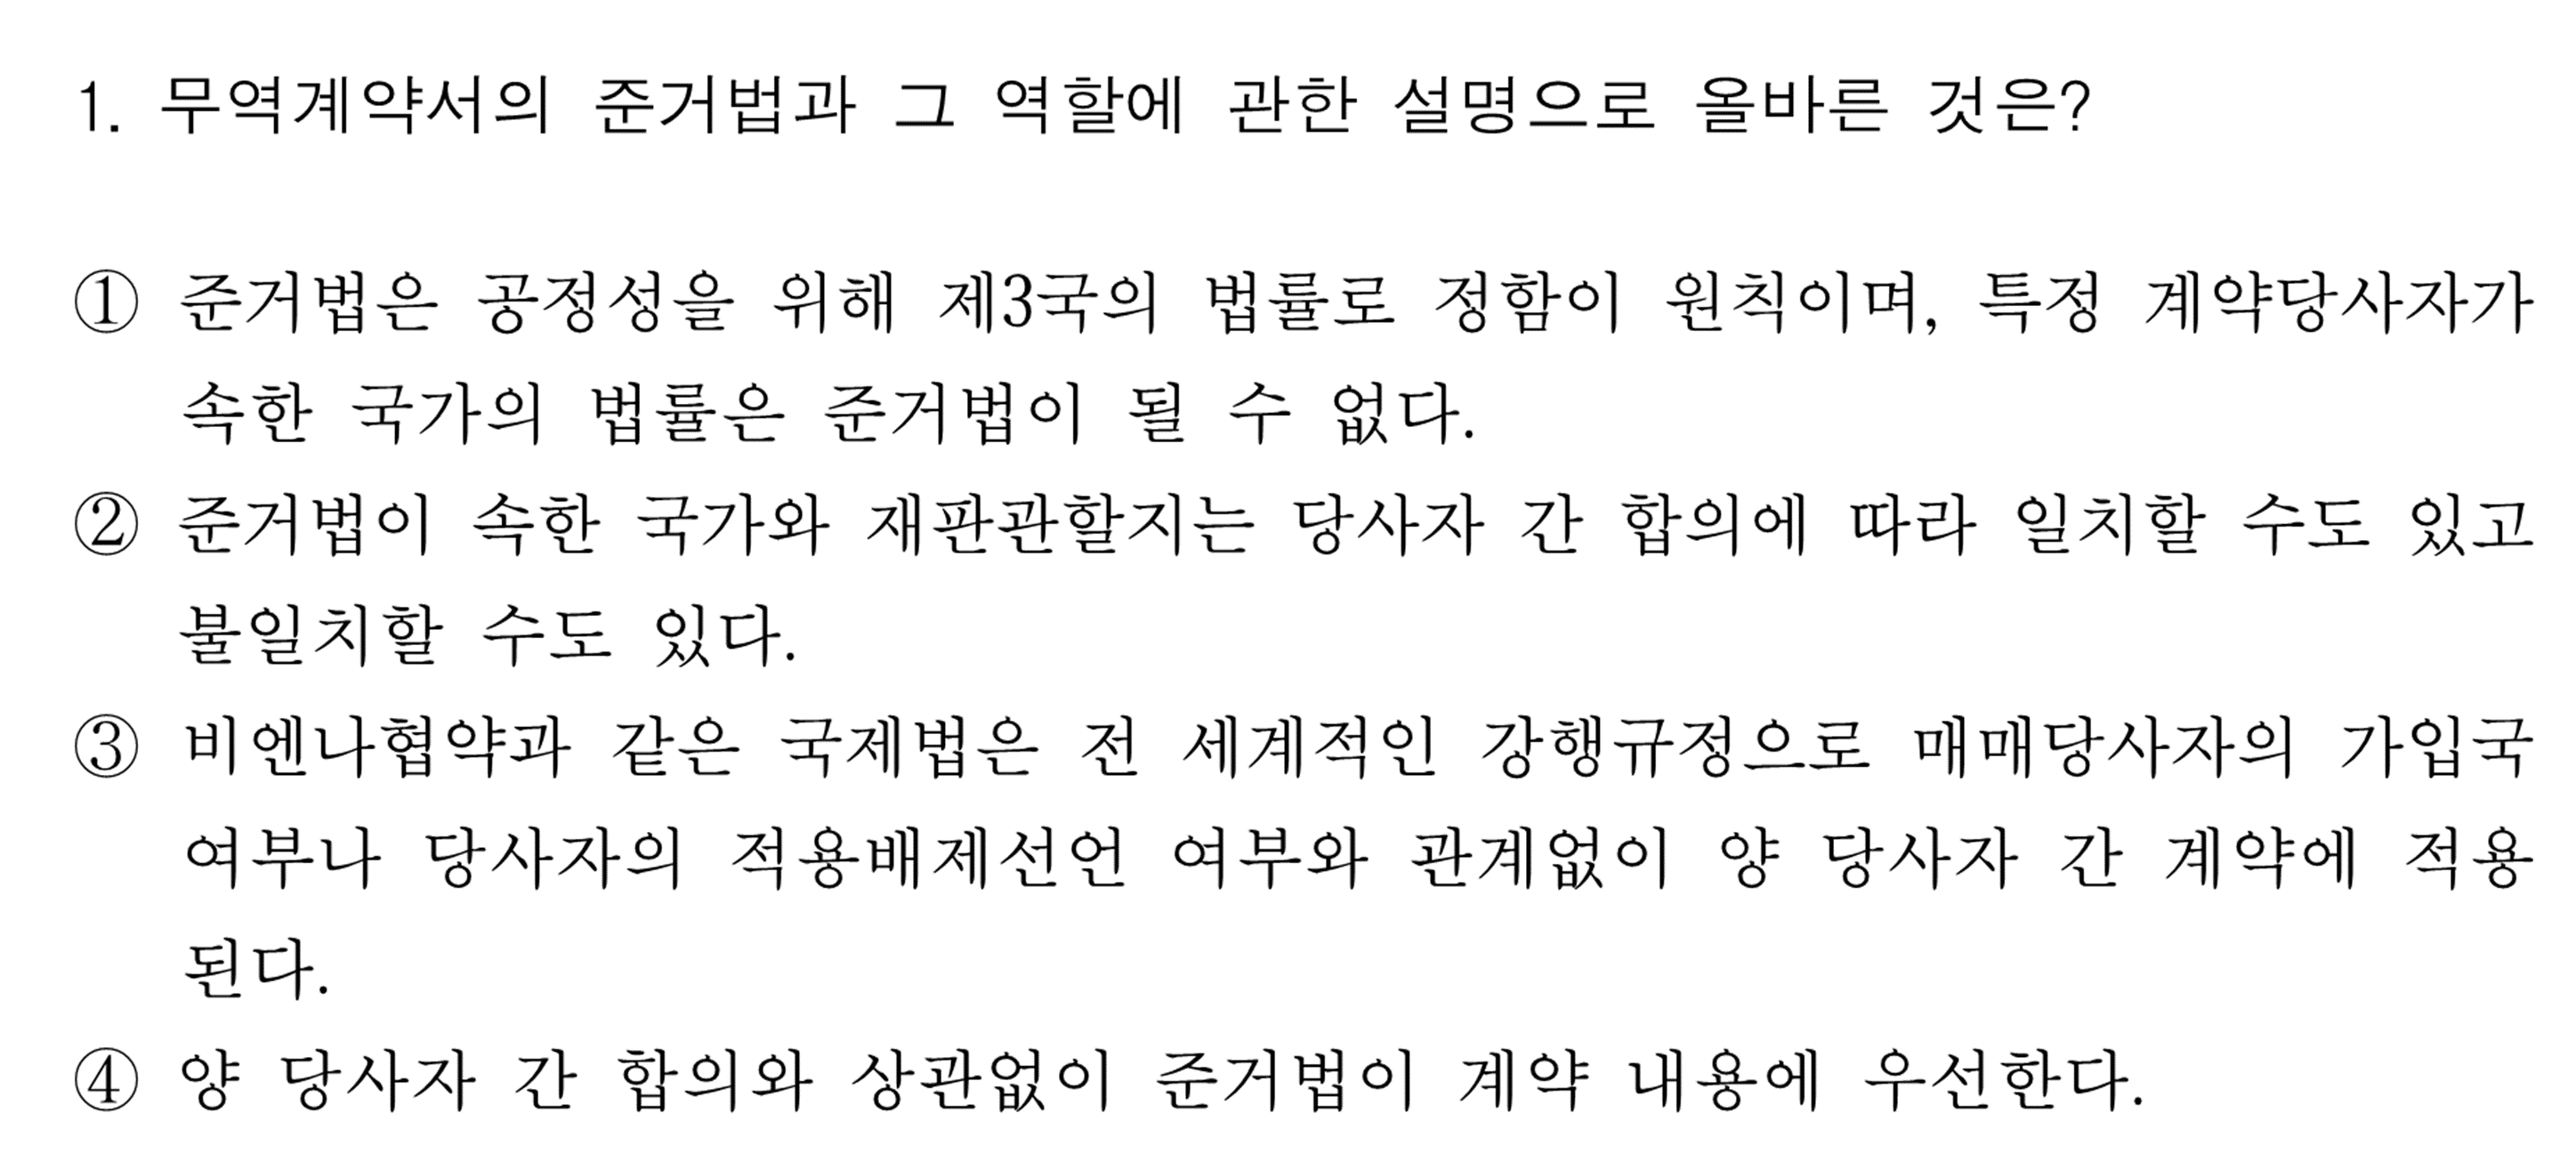 1. 무역계약서의 준거법과 그 역할에 관한 설명으로 올바른 것은?
① 준거법은 공정성을 위해 제3국의 법률로 정함이 원칙이며, 특정 계약당사자가
속한 국가의 법률은 준거법이 될 수 없다.
② 준거법이 속한 국가와 재판관할지는 당사자 간 합의에 따라 일치할 수도 있고
불일치할 수도 있다.
③ 비엔나협약과 같은 국제법은 전 세계적인 강행규정으로 매매당사자의 가입국
여부나 당사자의 적용배제선언 여부와 관계없이 양 당사자 간 계약에 적용
된다.
④ 양 당사자 간 합의와 상관없이 준거법이 계약 내용에 우선한다.